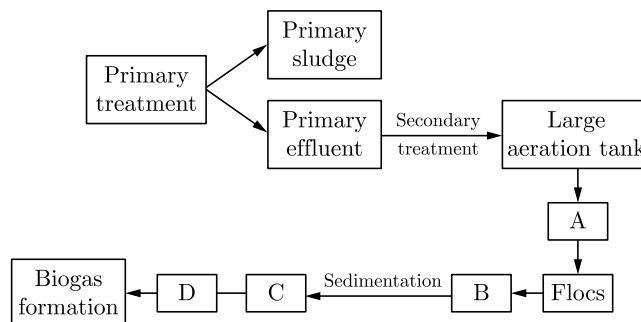 Primary
sludge
Primary
treatment
Primary
effluent
Secondary
treatment
Large
aeration tank
A
Biogas
formation
D
C
Sedimentation
B
Flocs